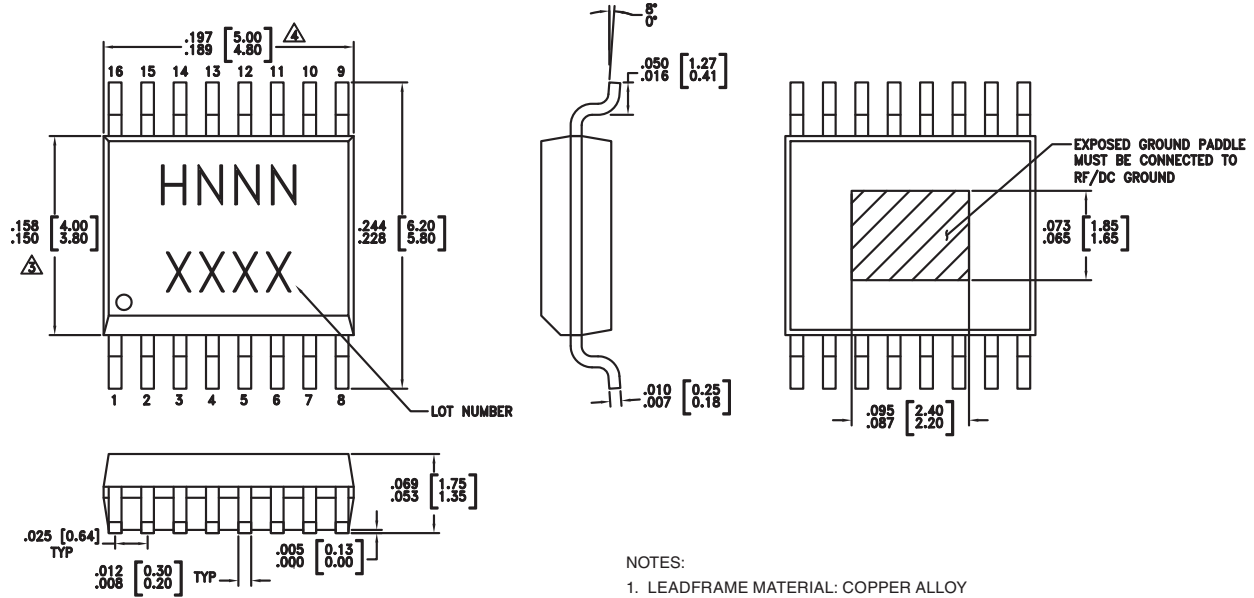 .197 [5.00] 4
.189 [4.80]
16 15 14 13 12 11 10 9
HNNN
XXXX
.158 [4.00]
.150 [3.80]
3
.244 [6.20]
.228 [5.80]
1 2 3 4 5 6 7 8
LOT NUMBER
8°
0°
.050 [1.27]
.016 [0.41]
.010 [0.25]
.007 [0.18]
EXPOSED GROUND PADDLE
MUST BE CONNECTED TO
RF/DC GROUND
.073 [1.85]
.065 [1.65]
.095 [2.40]
.087 [2.20]
.069 [1.75]
.053 [1.35]
.025 [0.64]
TYP
.012 [0.30]
.008 [0.20]
TYP
.005 [0.13]
.000 [0.00]
NOTES:
1. LEADFRAME MATERIAL: COPPER ALLOY